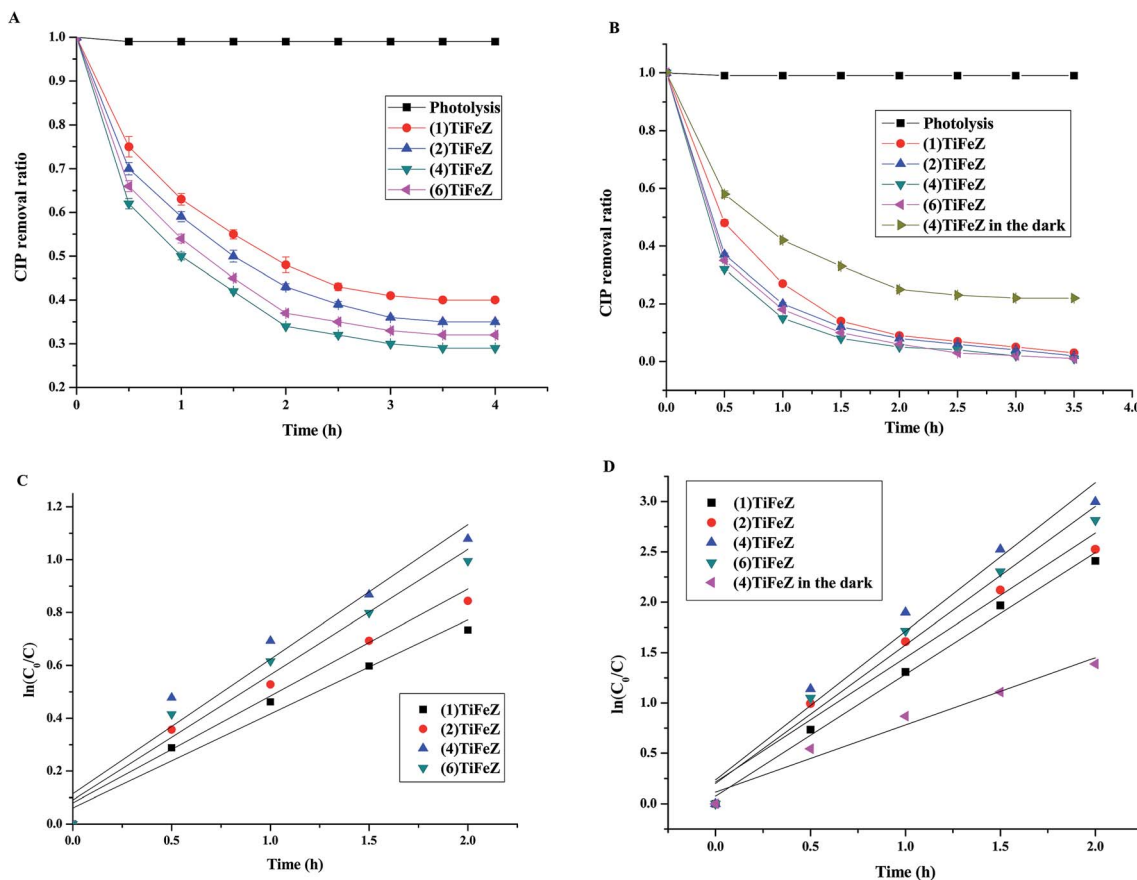 A
CIP removal ratio
1.0
0.9
0.8
0.7
0.6
0.5
0.4
0.3
0.2
0
1
2
3
4
Time (h)
Photolysis
(1)TiFeZ
(2)TiFeZ
(4)TiFeZ
(6)TiFeZ
B
CIP removal ratio
1.0
0.8
0.6
0.4
0.2
0.0
0.0
0.5
1.0
1.5
2.0
2.5
3.0
3.5
4.0
Time (h)
Photolysis
(1)TiFeZ
(2)TiFeZ
(4)TiFeZ
(6)TiFeZ
(4)TiFeZ in the dark
C
ln(C0/C)
1.2
1.0
0.8
0.6
0.4
0.2
0.0
0.0
0.5
1.0
1.5
2.0
Time (h)
(1)TiFeZ
(2)TiFeZ
(4)TiFeZ
(6)TiFeZ
D
ln(C0/C)
3.0
2.5
2.0
1.5
1.0
0.5
0.0
0.0
0.5
1.0
1.5
2.0
Time (h)
(1)TiFeZ
(2)TiFeZ
(4)TiFeZ
(6)TiFeZ
(4)TiFeZ in the dark